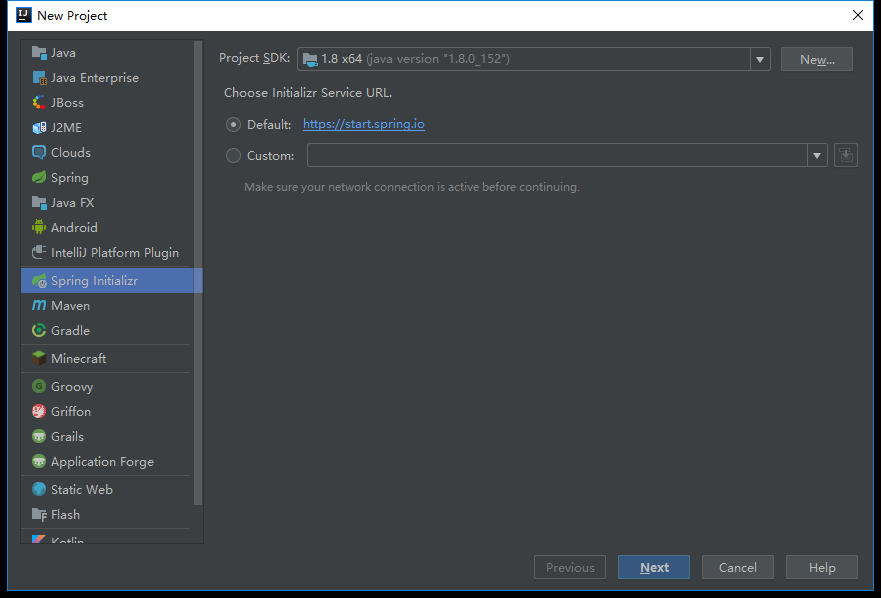 New Project
Java
Java Enterprise
JBoss
J2ME
Clouds
Spring
Java FX
Android
IntelliJ Platform Plugin
Spring Initializr
Maven
Gradle
Minecraft
Groovy
Griffon
Grails
Application Forge
Static Web
Flash
Kotlin
Project SDK: 1.8 x64 (java version "1.8.0_152") New...
Choose Initializr Service URL.
Default: https://start.spring.io
Custom:
Make sure your network connection is active before continuing.
Previous Next Cancel Help